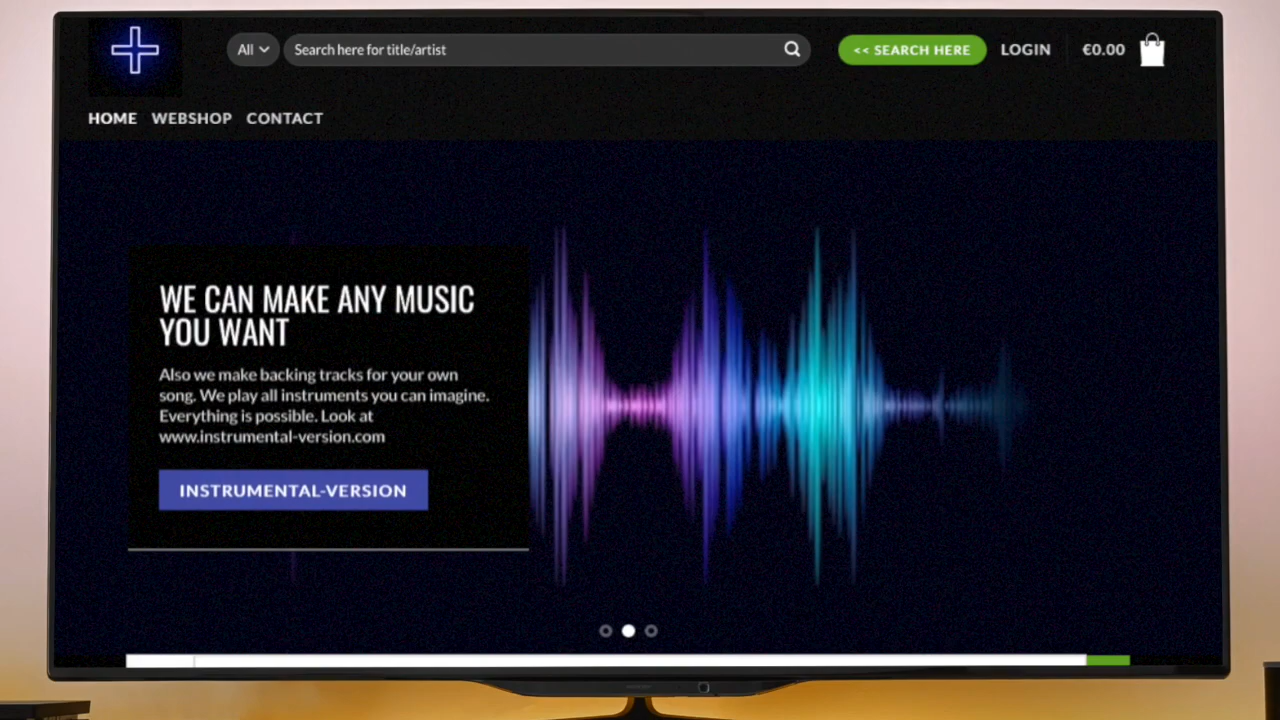 All
Search here for title/artist
<< SEARCH HERE
LOGIN
€0.00
HOME WEBSHOP CONTACT
WE CAN MAKE ANY MUSIC
YOU WANT
Also we make backing tracks for your own
song. We play all instruments you can imagine.
Everything is possible. Look at
www.instrumental-version.com
INSTRUMENTAL-VERSION